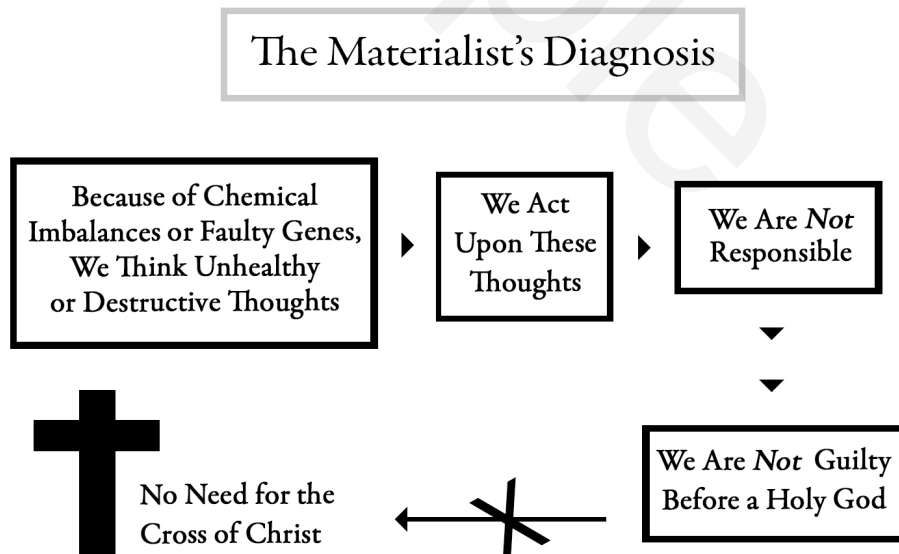 The Materialist's Diagnosis
Because of Chemical
Imbalances or Faulty Genes,
We Think Unhealthy
or Destructive Thoughts
We Act
Upon These
Thoughts
We Are Not
Responsible
We Are Not Guilty
Before a Holy God
No Need for the
Cross of Christ